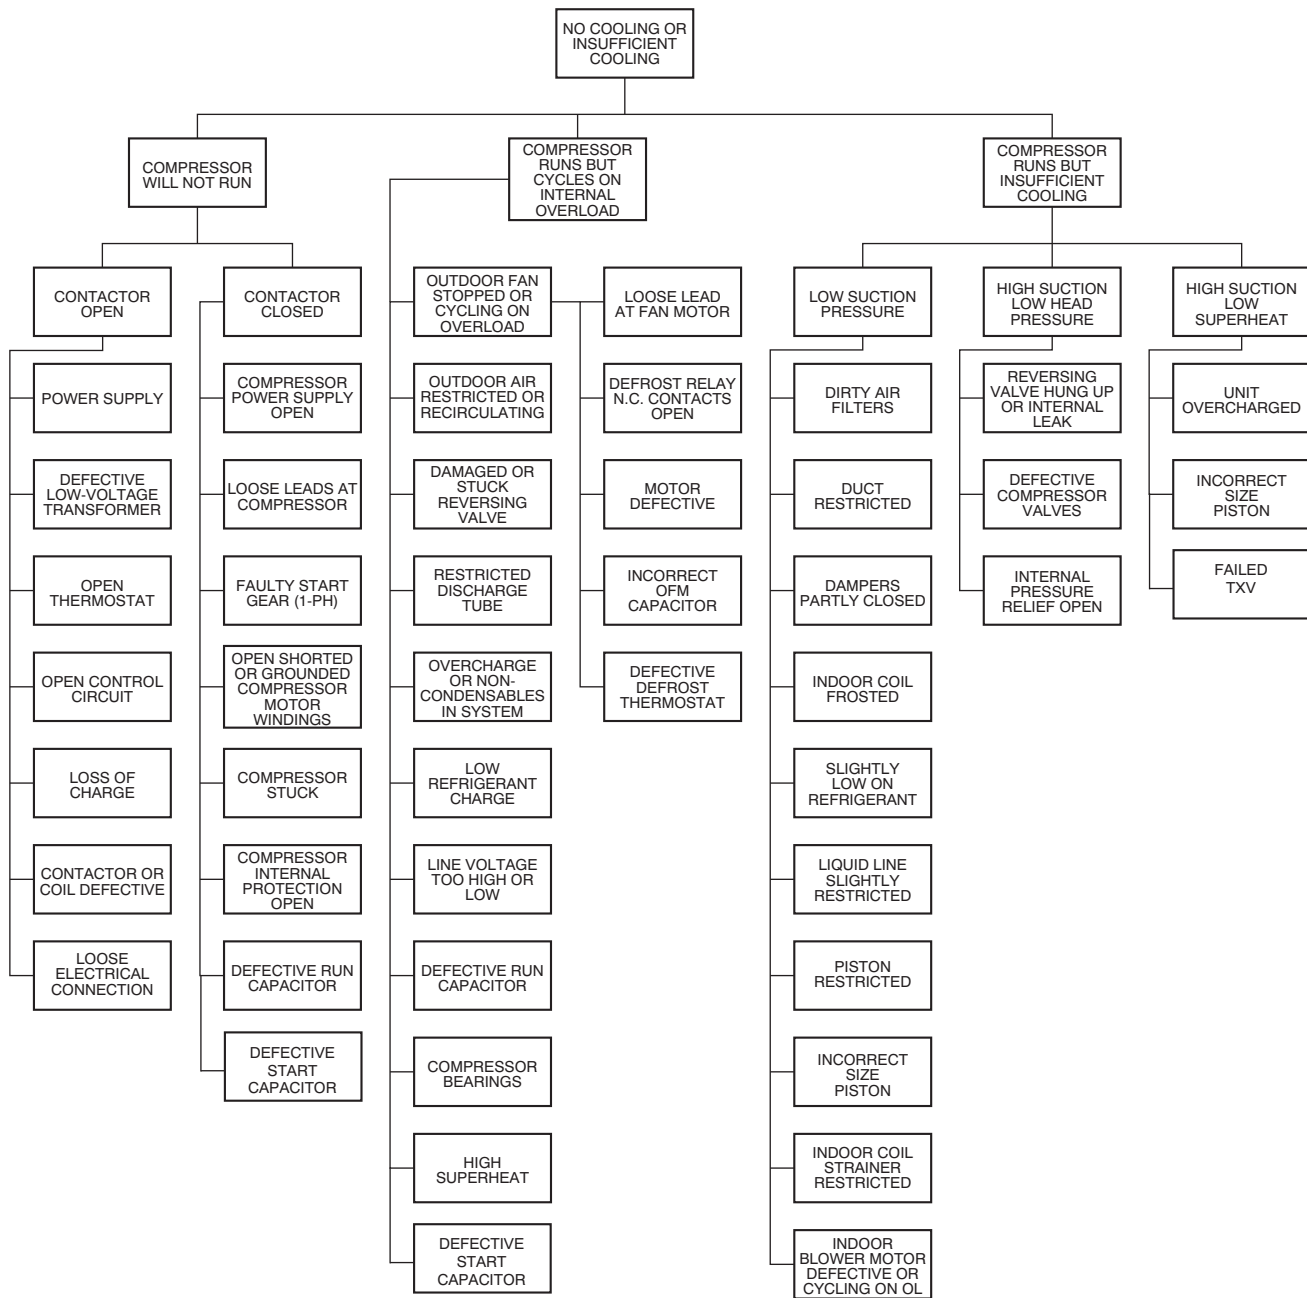 NO COOLING OR
INSUFFICIENT
COOLING
COMPRESSOR
WILL NOT RUN
COMPRESSOR
RUNS BUT
CYCLES ON
INTERNAL
OVERLOAD
COMPRESSOR
RUNS BUT
INSUFFICIENT
COOLING
CONTACTOR
OPEN
POWER SUPPLY
DEFECTIVE
LOW-VOLTAGE
TRANSFORMER
OPEN
THERMOSTAT
OPEN CONTROL
CIRCUIT
LOSS OF
CHARGE
CONTACTOR OR
COIL DEFECTIVE
LOOSE
ELECTRICAL
CONNECTION
CONTACTOR
CLOSED
COMPRESSOR
POWER SUPPLY
OPEN
LOOSE LEADS AT
COMPRESSOR
FAULTY START
GEAR (1-PH)
OPEN SHORTED
OR GROUNDED
COMPRESSOR
MOTOR
WINDINGS
COMPRESSOR
STUCK
COMPRESSOR
INTERNAL
PROTECTION
OPEN
DEFECTIVE RUN
CAPACITOR
DEFECTIVE
START
CAPACITOR
OUTDOOR FAN
STOPPED OR
CYCLING ON
OVERLOAD
OUTDOOR AIR
RESTRICTED OR
RECIRCULATING
DAMAGED OR
STUCK
REVERSING
VALVE
RESTRICTED
DISCHARGE
TUBE
OVERCHARGE
OR NON-
CONDENSABLES
IN SYSTEM
LOW
REFRIGERANT
CHARGE
LINE VOLTAGE
TOO HIGH OR
LOW
DEFECTIVE RUN
CAPACITOR
COMPRESSOR
BEARINGS
HIGH
SUPERHEAT
DEFECTIVE
START
CAPACITOR
LOOSE LEAD
AT FAN MOTOR
DEFROST RELAY
N.C. CONTACTS
OPEN
MOTOR
DEFECTIVE
INCORRECT
OFM
CAPACITOR
DEFECTIVE
DEFROST
THERMOSTAT
LOW SUCTION
PRESSURE
DIRTY AIR
FILTERS
DUCT
RESTRICTED
DAMPERS
PARTLY CLOSED
INDOOR COIL
FROSTED
SLIGHTLY
LOW ON
REFRIGERANT
LIQUID LINE
SLIGHTLY
RESTRICTED
PISTON
RESTRICTED
INCORRECT
SIZE
PISTON
INDOOR COIL
STRAINER
RESTRICTED
INDOOR
BLOWER MOTOR
DEFECTIVE OR
CYCLING ON OL
HIGH SUCTION
LOW HEAD
PRESSURE
REVERSING
VALVE HUNG UP
OR INTERNAL
LEAK
DEFECTIVE
COMPRESSOR
VALVES
INTERNAL
PRESSURE
RELIEF OPEN
HIGH SUCTION
LOW
SUPERHEAT
UNIT
OVERCHARGED
INCORRECT
SIZE
PISTON
FAILED
TXV